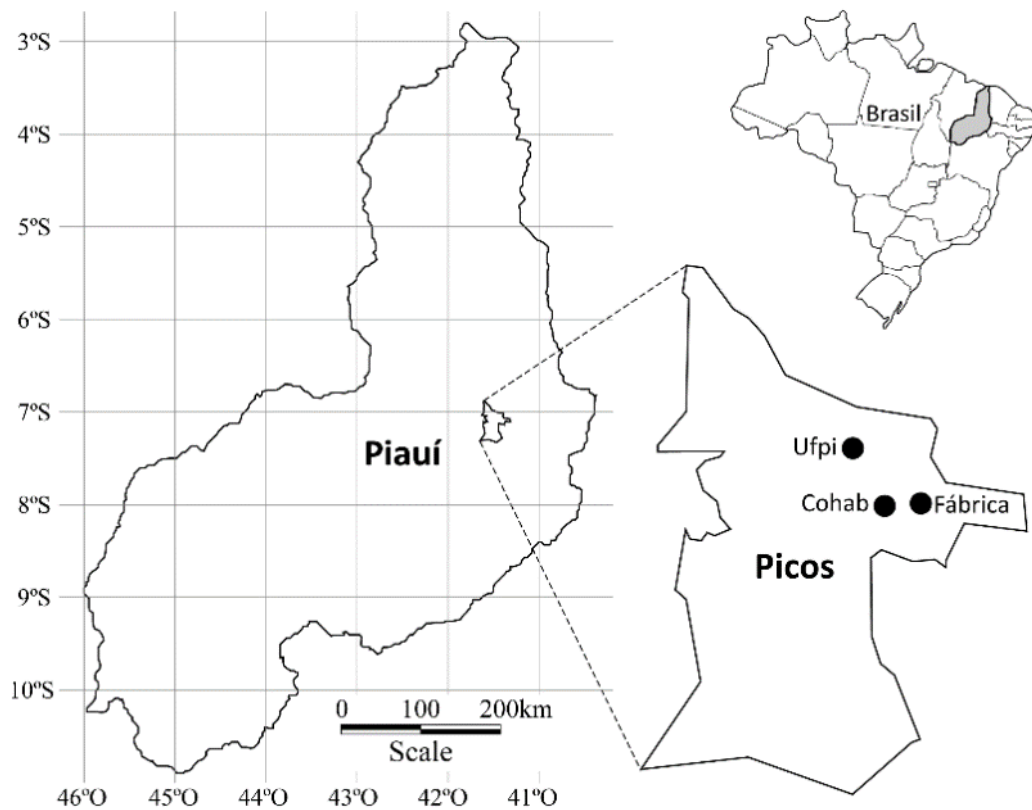 3ºS
4ºS
5ºS
6ºS
7ºS
8ºS
9ºS
10ºS
46ºO 45ºO 44ºO 43ºO 42ºO 41ºO
Piauí
0 100 200km
Scale
Brasil
Ufpi
Cohab Fábrica
Picos